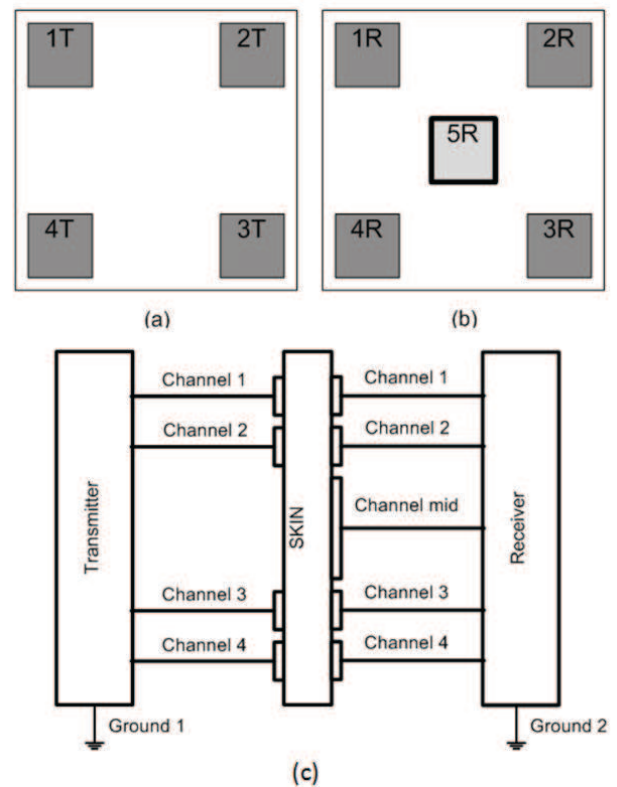 1T 2T
4T 3T
(a)
1R 2R
5R
4R 3R
(b)
Channel 1 Channel 1
Channel 2 Channel 2
Channel mid
Transmitter
SKIN
Receiver
Channel 3 Channel 3
Channel 4 Channel 4
Ground 1 Ground 2
(c)